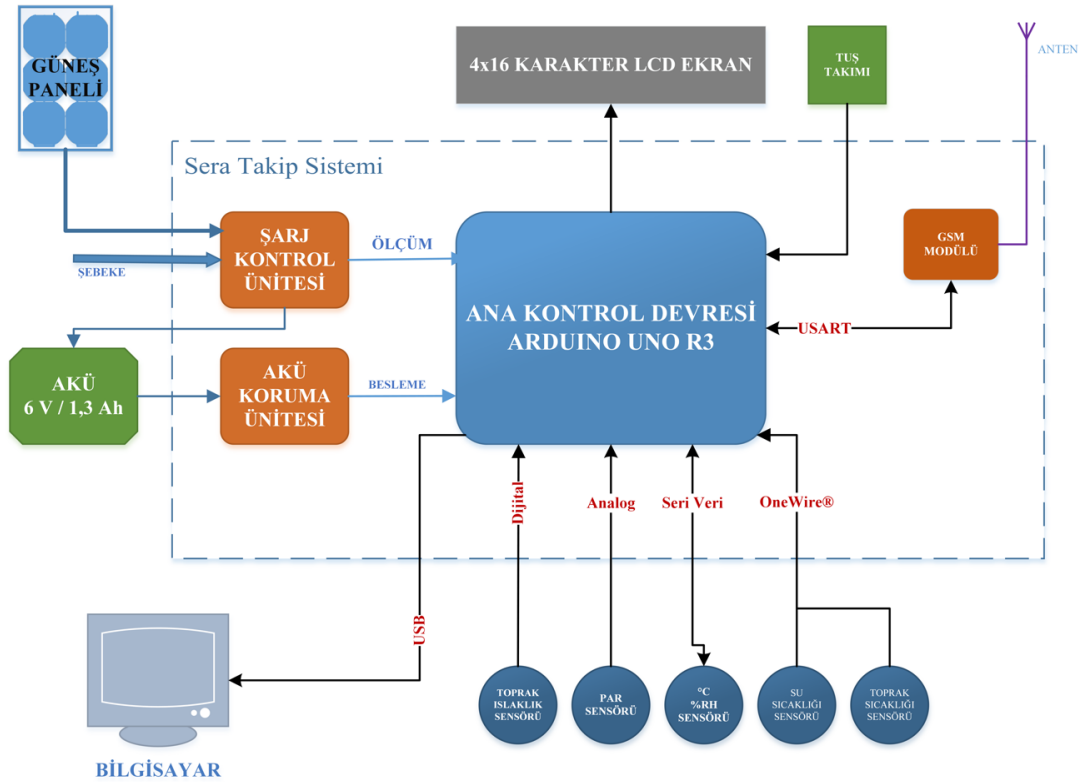 GÜNEŞ
PANELİ
4x16 KARAKTER LCD EKRAN
TUŞ
TAKIMI
ANTEN
Sera Takip Sistemi
ŞARJ
KONTROL
ÜNİTESİ
ÖLÇÜM
ŞEBEKE
GSM
MODÜLÜ
ANA KONTROL DEVRESİ
ARDUINO UNO R3
USART
AKÜ
6 V / 1,3 Ah
AKÜ
KORUMA
ÜNİTESİ
BESLEME
Dijital
Analog
Seri Veri
OneWire®
USB
TOPRAK
ISLAKLIK
SENSÖRÜ
PAR
SENSÖRÜ
°C
%RH
SENSÖRÜ
SU
SICAKLIĞI
SENSÖRÜ
TOPRAK
SICAKLIĞI
SENSÖRÜ
BİLGİSAYAR